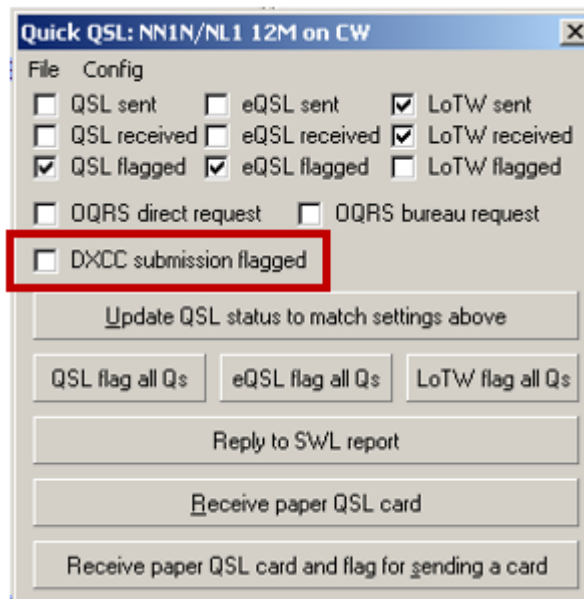 Quick QSL: NN1N/NL1 12M on CW
File Config
QSL sent eQSL sent LoTW sent
QSL received eQSL received LoTW received
QSL flagged eQSL flagged LoTW flagged
OQRS direct request OQRS bureau request
DXCC submission flagged
Update QSL status to match settings above
QSL flag all Qs eQSL flag all Qs LoTW flag all Qs
Reply to SWL report
Receive paper QSL card
Receive paper QSL card and flag for sending a card